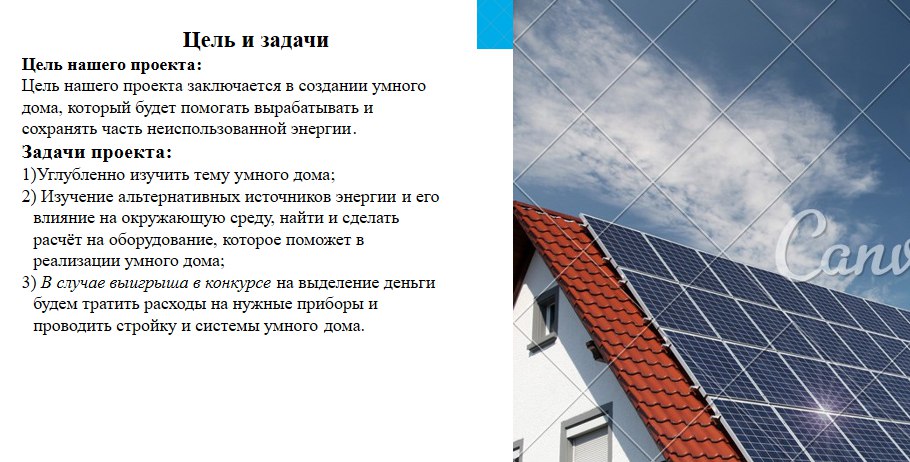 Цель и задачи
Цель нашего проекта:
Цель нашего проекта заключается в создании умного
дома, который будет помогать вырабатывать и
сохранять часть неиспользованной энергии.
Задачи проекта:
1)Углубленно изучить тему умного дома;
2) Изучение альтернативных источников энергии и его
влияние на окружающую среду, найти и сделать
расчёт на оборудование, которое поможет в
реализации умного дома;
3) В случае выигрыша в конкурсе на выделение деньги
будем тратить расходы на нужные приборы и
проводить стройку и системы умного дома.
Canv